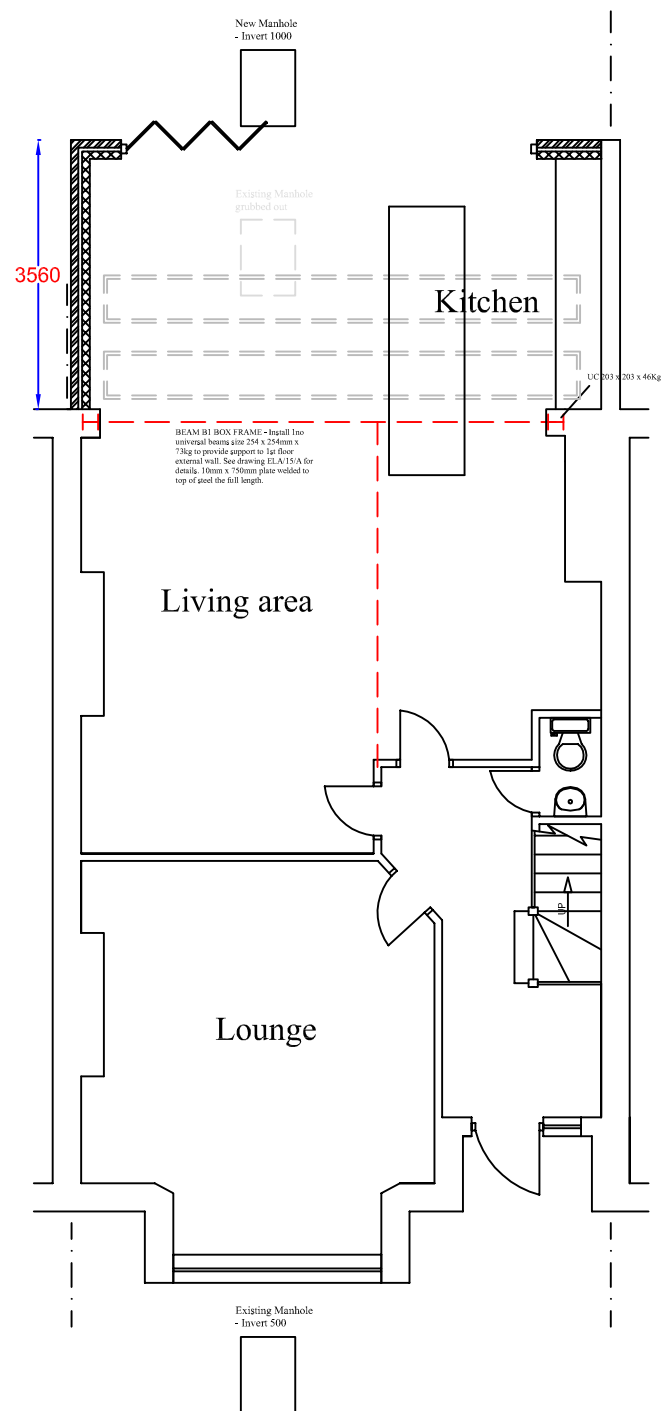 New Manhole
- Invert 1000
Existing Manhole
grubbed out
3560
Kitchen
UC 203 x 203 x 46Kg
BEAM B1 BOX FRAME - Install 1no
universal beams size 254 x 254mm x
73kg to provide support to 1st floor
external wall. See drawing ELA/15/A for
details. 10mm x 750mm plate welded to
top of steel the full length.
Living area
UP
Lounge
Existing Manhole
- Invert 500